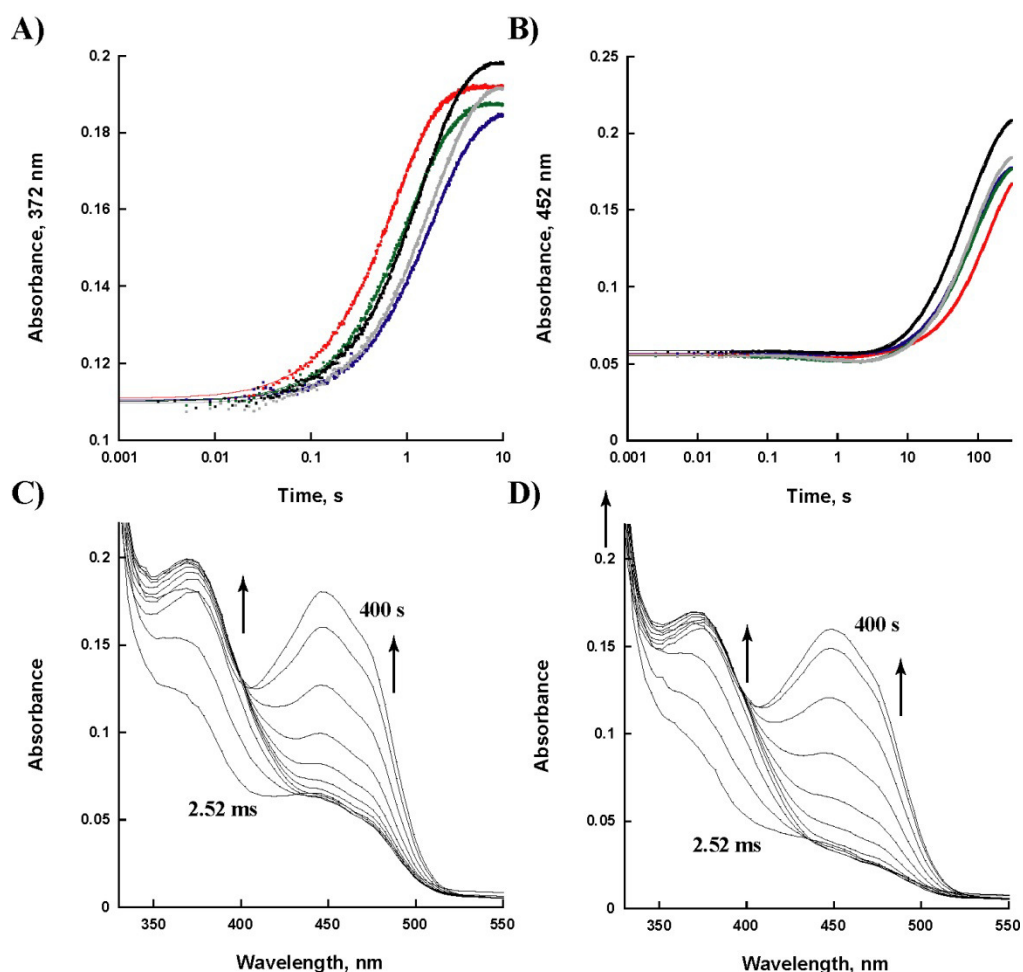 A)
0.2
0.18
0.16
0.14
0.12
0.1
0.001
0.01
0.1
1
10
Absorbance, 372 nm
Time, s
B)
0.25
0.2
0.15
0.1
0.05
0
0.001
0.01
0.1
1
10
100
Absorbance, 452 nm
Time, s
C)
0.2
0.15
0.1
0.05
0
350
400
450
500
550
Absorbance
Wavelength, nm
400 s
2.52 ms
D)
0.2
0.15
0.1
0.05
0
350
400
450
500
550
Absorbance
Wavelength, nm
400 s
2.52 ms